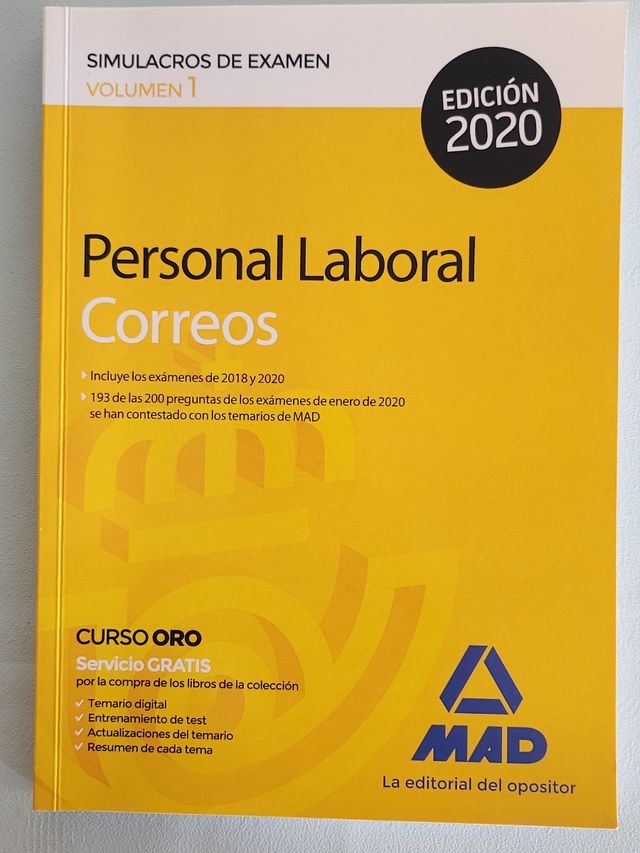 SIMULACROS DE EXAMEN
VOLUMEN 1
EDICIÓN
2020
Personal Laboral
Correos
Incluye los exámenes de 2018 y 2020
193 de las 200 preguntas de los exámenes de enero de 2020
se han contestado con los temarios de MAD
CURSO ORO
Servicio GRATIS
por la compra de los libros de la colección
Temario digital
Entrenamiento de test
Actualizaciones del temario
Resumen de cada tema
MAD
La editorial del opositor